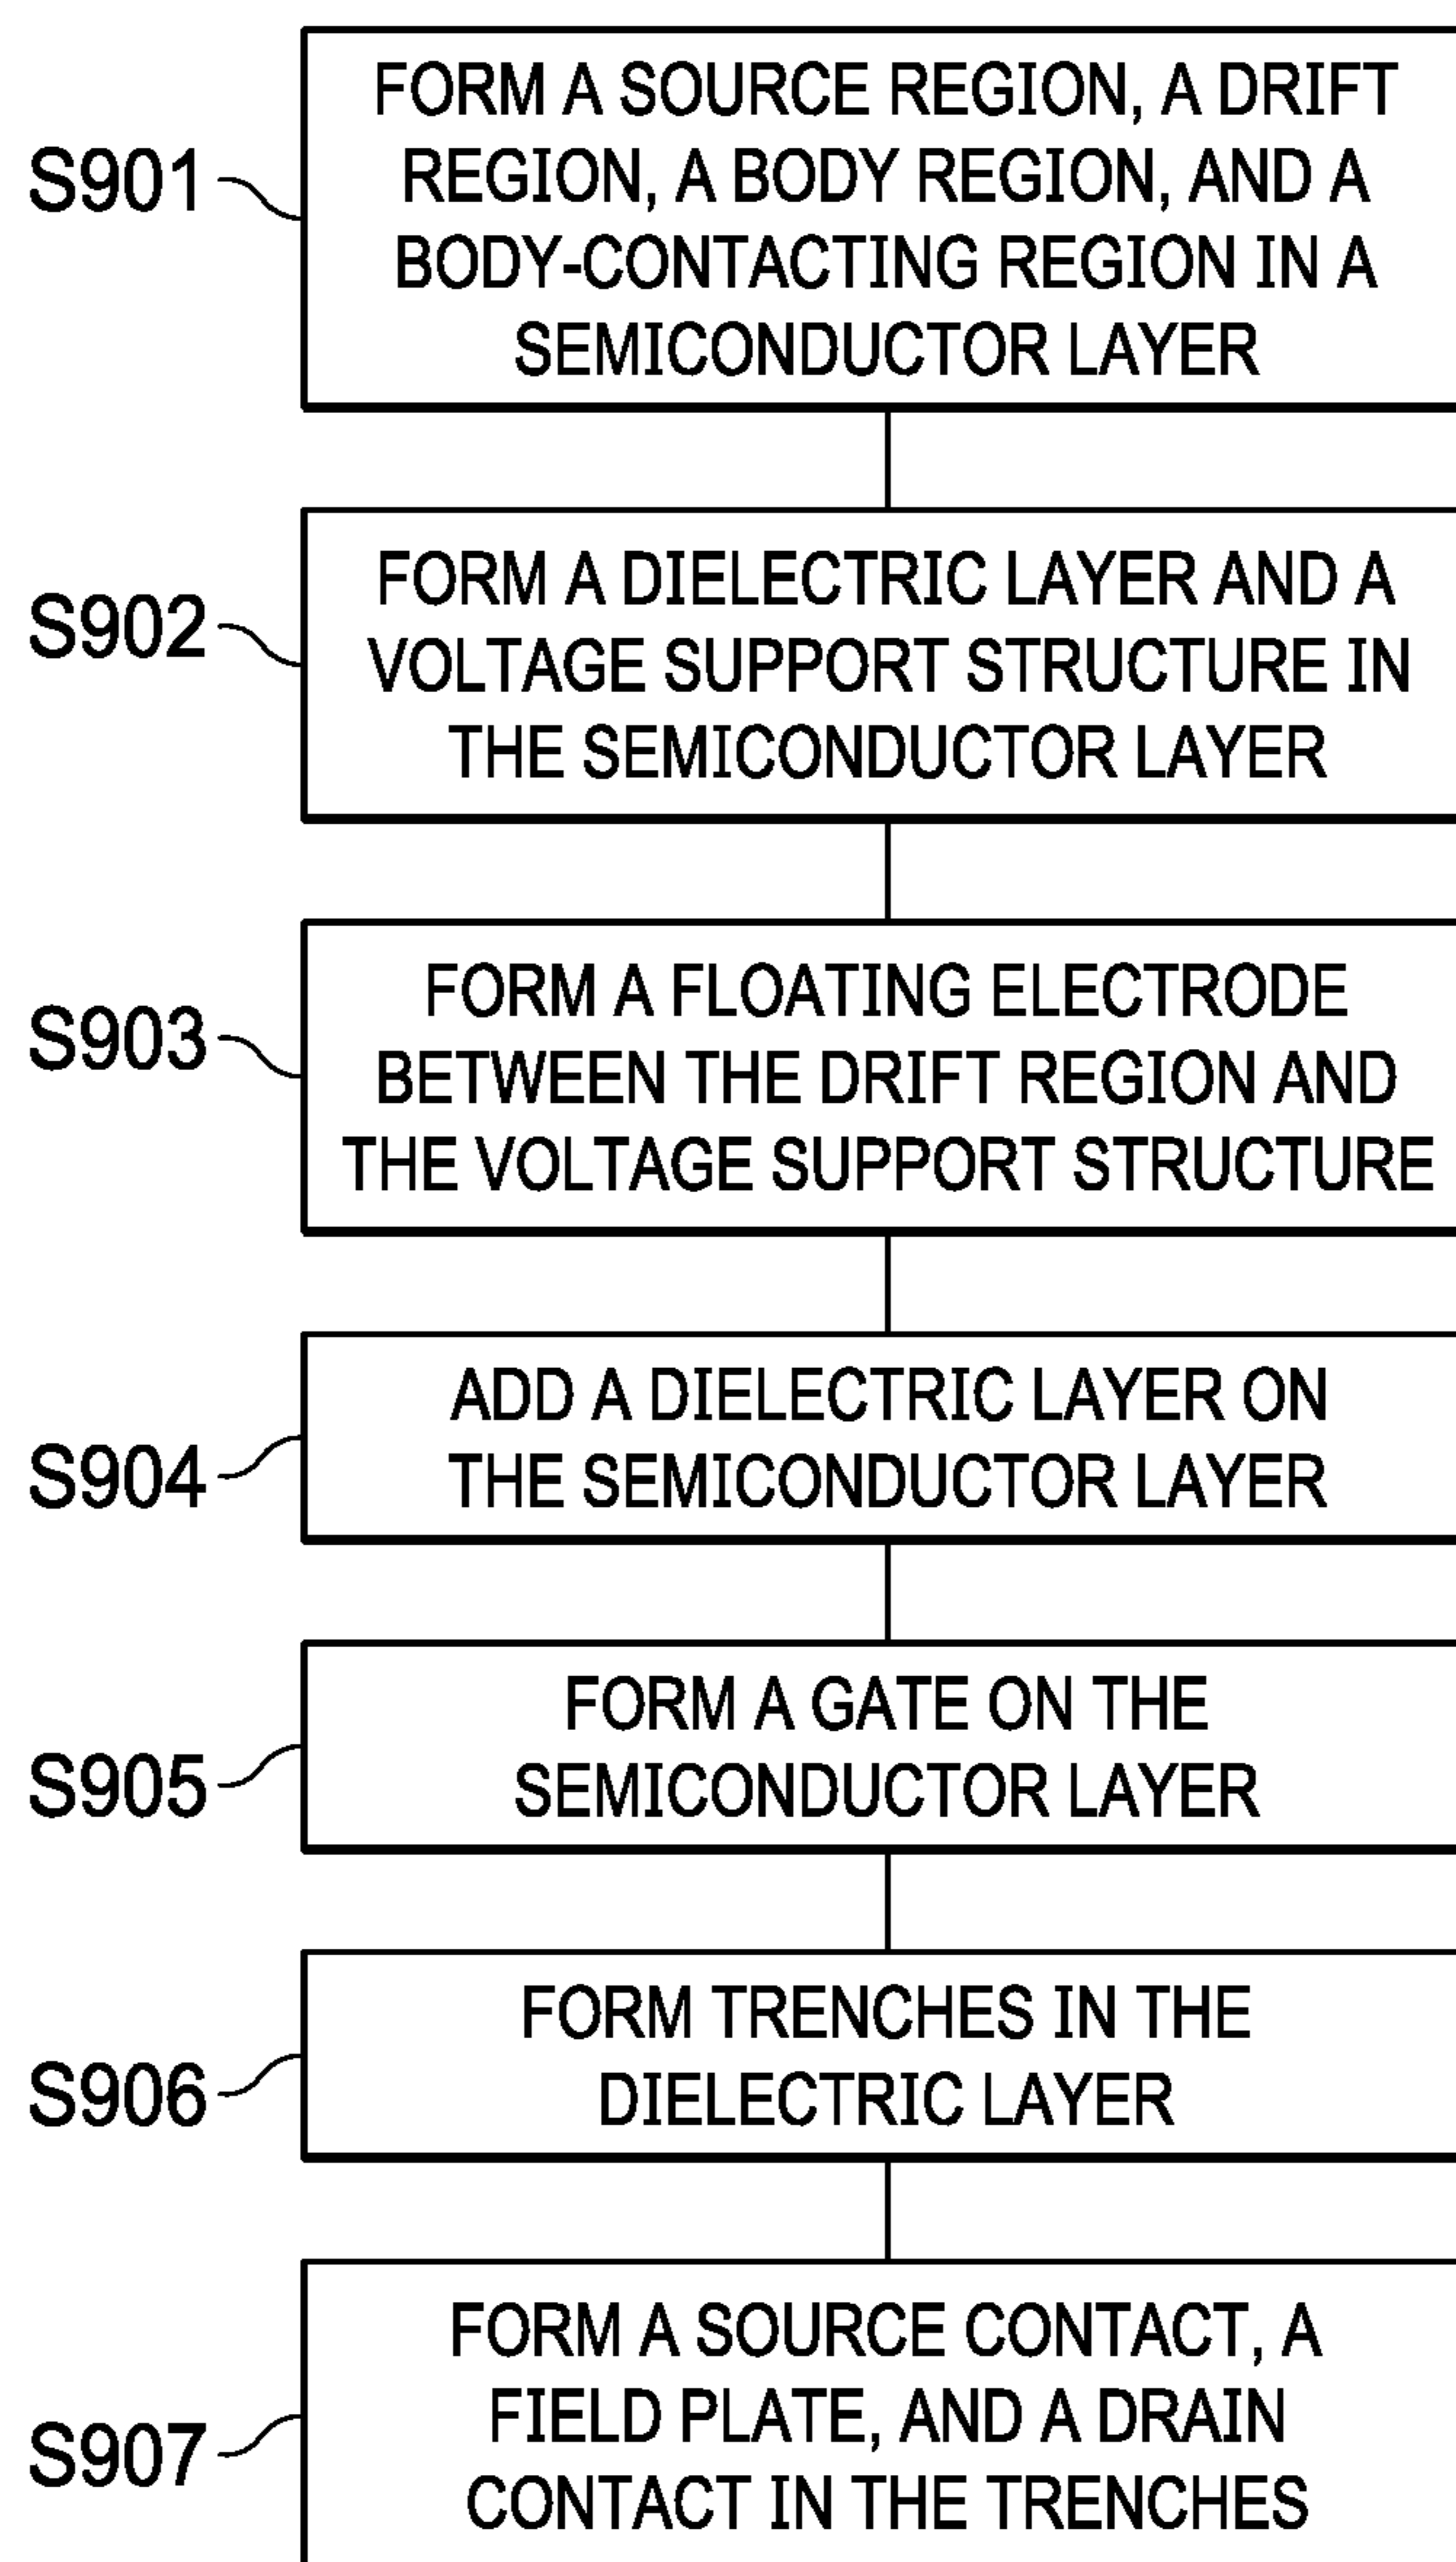 FORM A SOURCE REGION, A DRIFT
S901
REGION, A BODY REGION, AND A
BODY-CONTACTING REGION IN A
SEMICONDUCTOR LAYER
FORM A DIELECTRIC LAYER AND A
S902
VOLTAGE SUPPORT STRUCTURE IN
THE SEMICONDUCTOR LAYER
FORM A FLOATING ELECTRODE
S903
BETWEEN THE DRIFT REGION AND
THE VOLTAGE SUPPORT STRUCTURE
ADD A DIELECTRIC LAYER ON
S904
THE SEMICONDUCTOR LAYER
FORM A GATE ON THE
S905
SEMICONDUCTOR LAYER
FORM TRENCHES IN THE
S906
DIELECTRIC LAYER
FORM A SOURCE CONTACT, A
S907
FIELD PLATE, AND A DRAIN
CONTACT IN THE TRENCHES